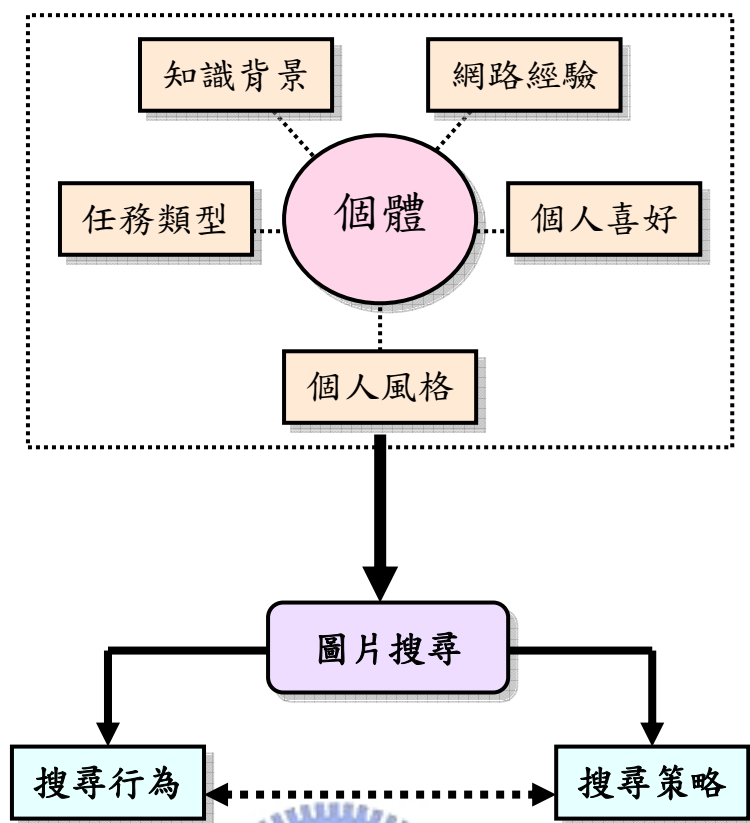 知識背景
網路經驗
任務類型
個體
個人喜好
個人風格
圖片搜尋
搜尋行為
搜尋策略